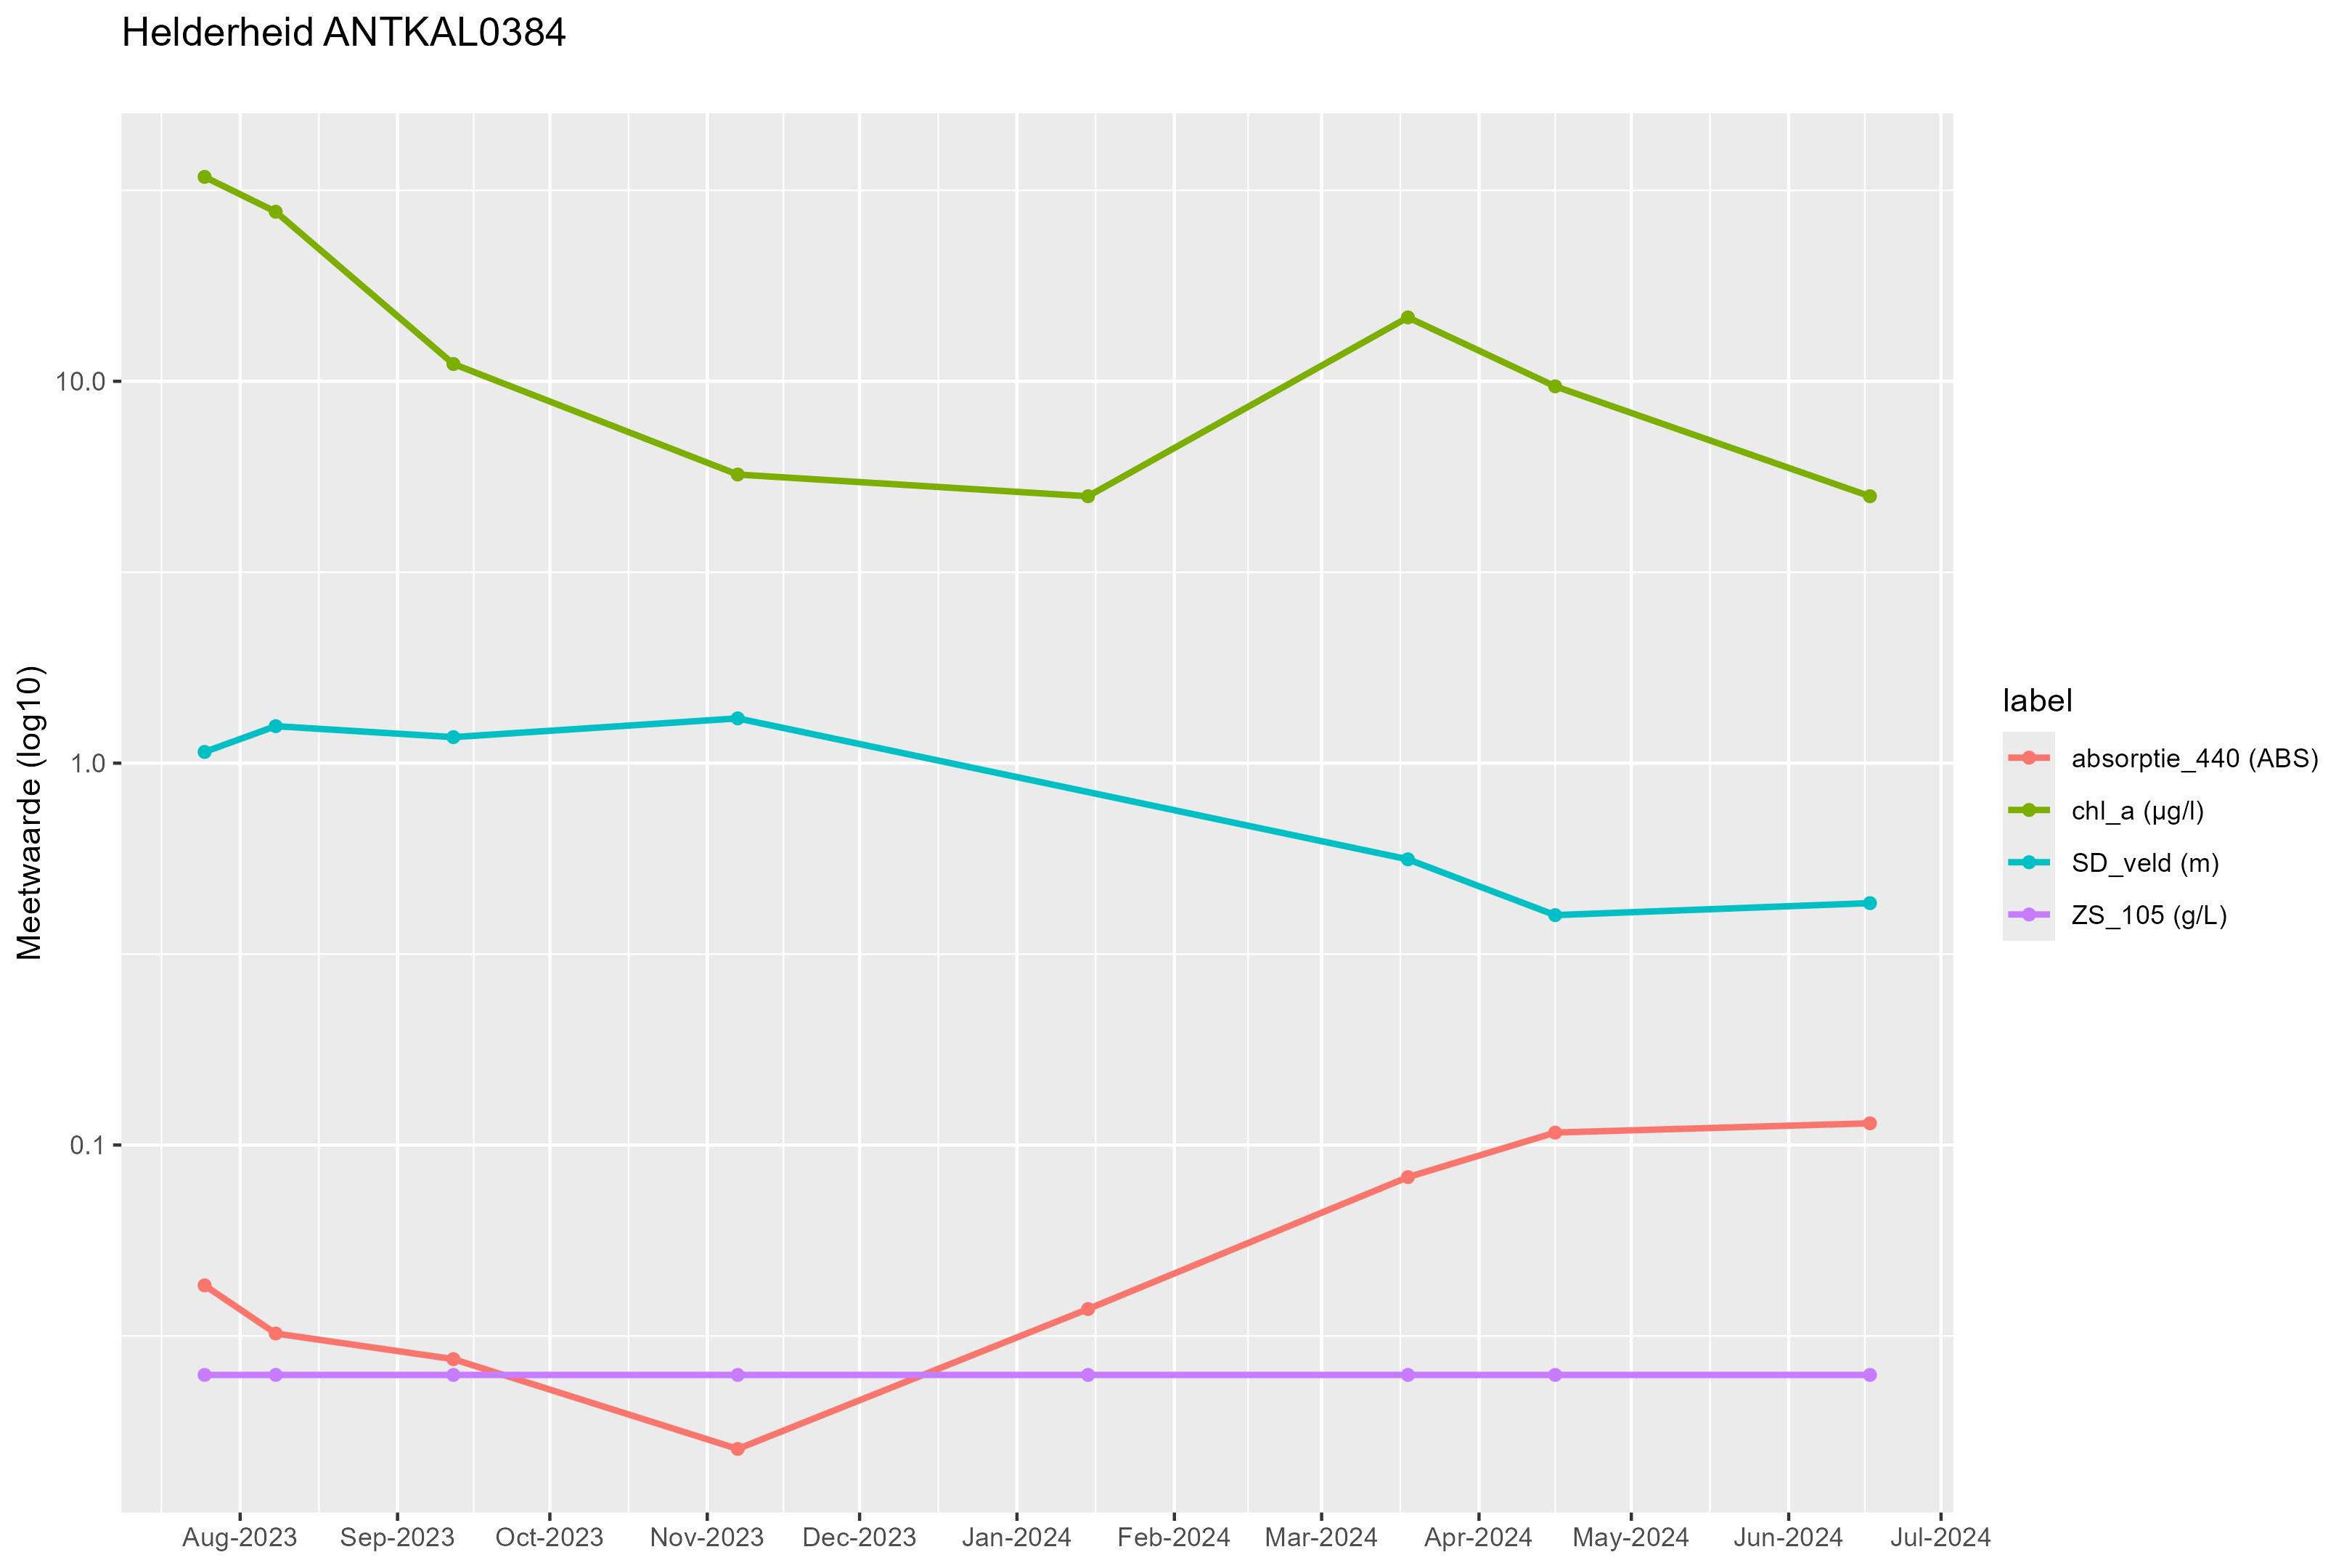 Helderheid ANTKAL0384
Meetwaarde (log10)
10.0
1.0
0.1
Aug-2023
Sep-2023
Oct-2023
Nov-2023
Dec-2023
Jan-2024
Feb-2024
Mar-2024
Apr-2024
May-2024
Jun-2024
Jul-2024
label
absorptie_440 (ABS)
chl_a (µg/l)
SD_veld (m)
ZS_105 (g/L)